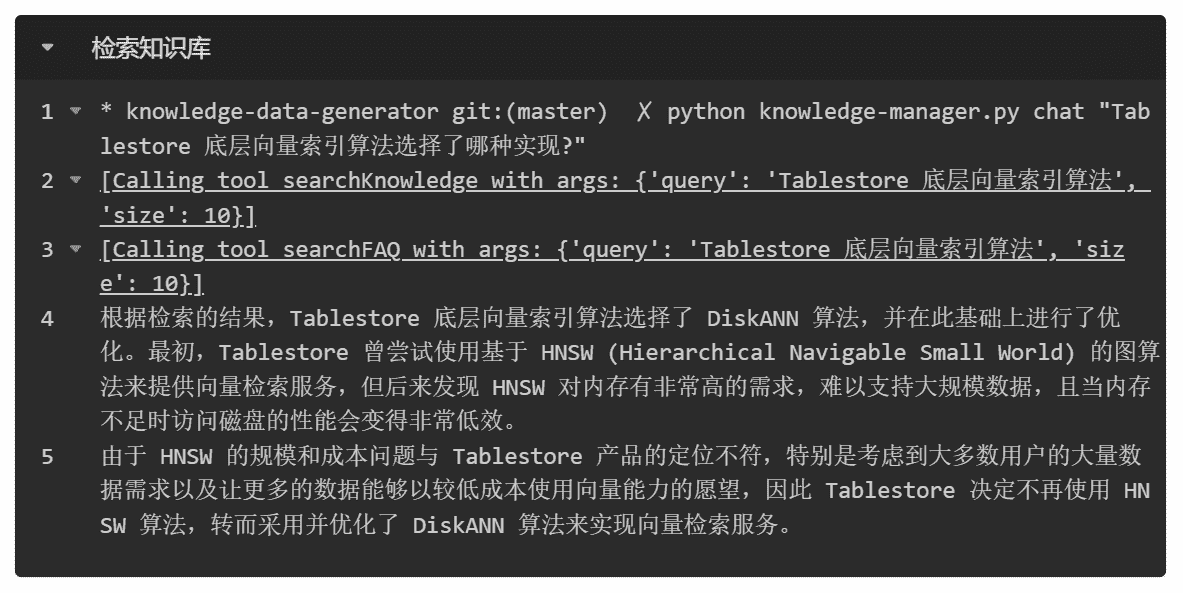 检索知识库
1 * knowledge-data-generator git:(master) ✗ python knowledge-manager.py chat "Tab
lestore 底层向量索引算法选择了哪种实现?"
2 [Calling tool searchKnowledge with args: {'query': 'Tablestore 底层向量索引算法',
'size': 10}]
3 [Calling tool searchFAQ with args: {'query': 'Tablestore 底层向量索引算法', 'siz
e': 10}]
4 根据检索的结果，Tablestore 底层向量索引算法选择了 DiskANN 算法，并在此基础上进行了优
化。最初，Tablestore 曾尝试使用基于 HNSW (Hierarchical Navigable Small World) 的图算
法来提供向量检索服务，但后来发现 HNSW 对内存有非常高的需求，难以支持大规模数据，且当内存
不足时访问磁盘的性能会变得非常低效。
5 由于 HNSW 的规模和成本问题与 Tablestore 产品的定位不符，特别是考虑到大多数用户的大量数
据需求以及让更多的数据能够以较低成本使用向量能力的愿望，因此 Tablestore 决定不再使用 HN
SW 算法，转而采用并优化了 DiskANN 算法来实现向量检索服务。